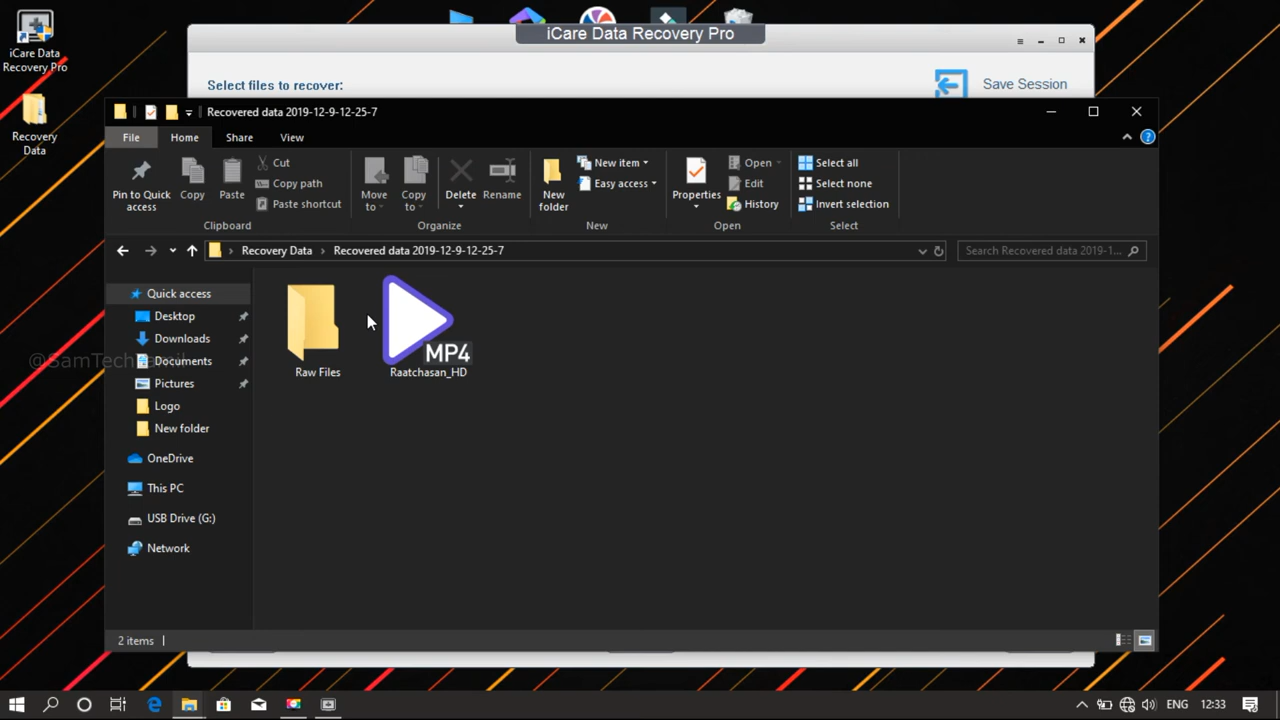 iCare Data Recovery Pro
iCare Data
Recovery Pro
Recovery
Data
Select files to recover:
Save Session
Recovered data 2019-12-9-12-25-7
File
Home
Share
View
Pin to Quick
access
Copy
Paste
Cut
Copy path
Paste shortcut
Clipboard
Move
to
Copy
to
Delete
Rename
Organize
New
folder
New item
Easy access
New
Properties
Open
Edit
History
Open
Select all
Select none
Invert selection
Select
Recovery Data
Recovered data 2019-12-9-12-25-7
Search Recovered data 2019-1...
Quick access
Desktop
Downloads
Documents
Pictures
Logo
New folder
OneDrive
This PC
USB Drive (G:)
Network
@SamTechTamil
Raw Files
MP4
Raatchasan_HD
2 items
ENG
12:33